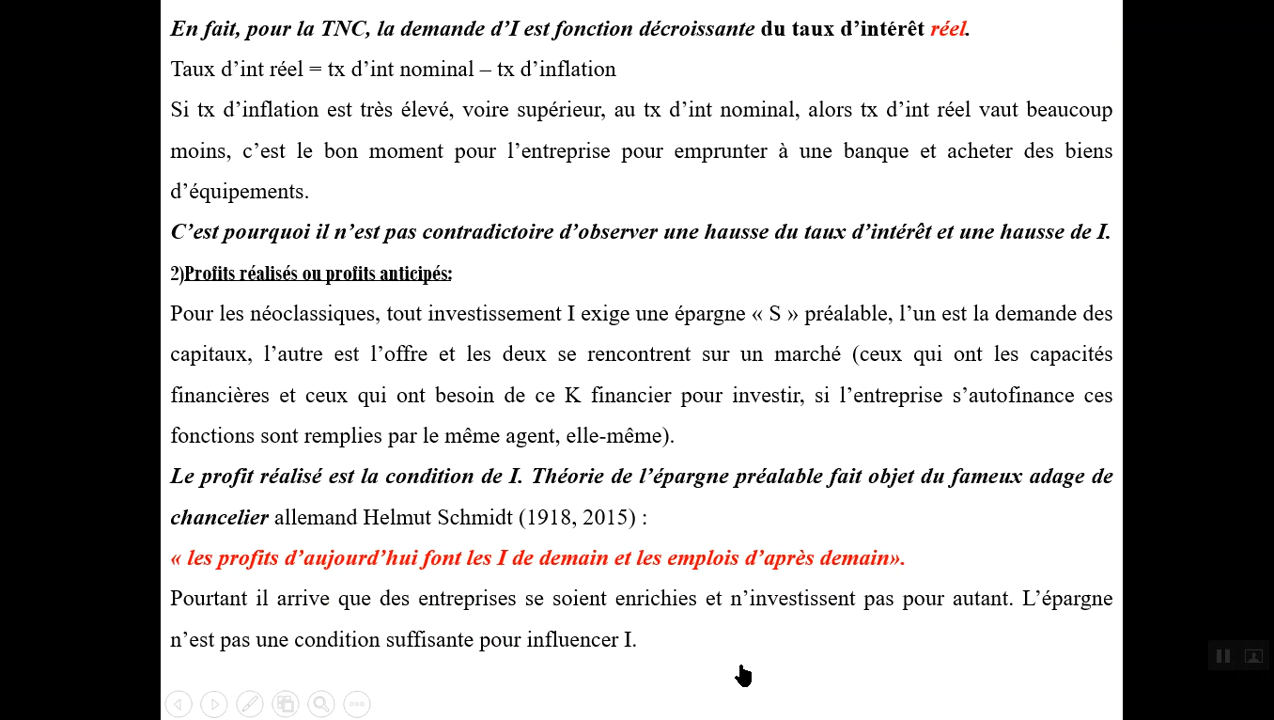 En fait, pour la TNC, la demande d’I est fonction décroissante du taux d’intérêt réel.
Taux d’int réel = tx d’int nominal – tx d’inflation
Si tx d’inflation est très élevé, voire supérieur, au tx d’int nominal, alors tx d’int réel vaut beaucoup
moins, c’est le bon moment pour l’entreprise pour emprunter à une banque et acheter des biens
d’équipements.
C’est pourquoi il n’est pas contradictoire d’observer une hausse du taux d’intérêt et une hausse de I.
2)Profits réalisés ou profits anticipés:
Pour les néoclassiques, tout investissement I exige une épargne « S » préalable, l’un est la demande des
capitaux, l’autre est l’offre et les deux se rencontrent sur un marché (ceux qui ont les capacités
financières et ceux qui ont besoin de ce K financier pour investir, si l’entreprise s’autofinance ces
fonctions sont remplies par le même agent, elle-même).
Le profit réalisé est la condition de I. Théorie de l’épargne préalable fait objet du fameux adage de
chancelier allemand Helmut Schmidt (1918, 2015) :
« les profits d’aujourd’hui font les I de demain et les emplois d’après demain».
Pourtant il arrive que des entreprises se soient enrichies et n’investissent pas pour autant. L’épargne
n’est pas une condition suffisante pour influencer I.